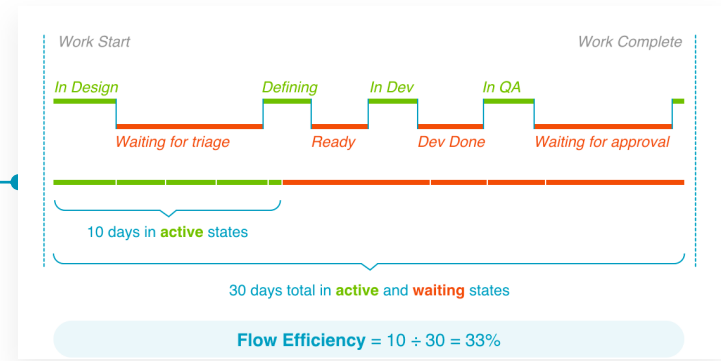 Work Start
Work Complete
In Design
Defining
In Dev
In QA
Waiting for triage
Ready
Dev Done
Waiting for approval
10 days in active states
30 days total in active and waiting states
Flow Efficiency = 10 ÷ 30 = 33%